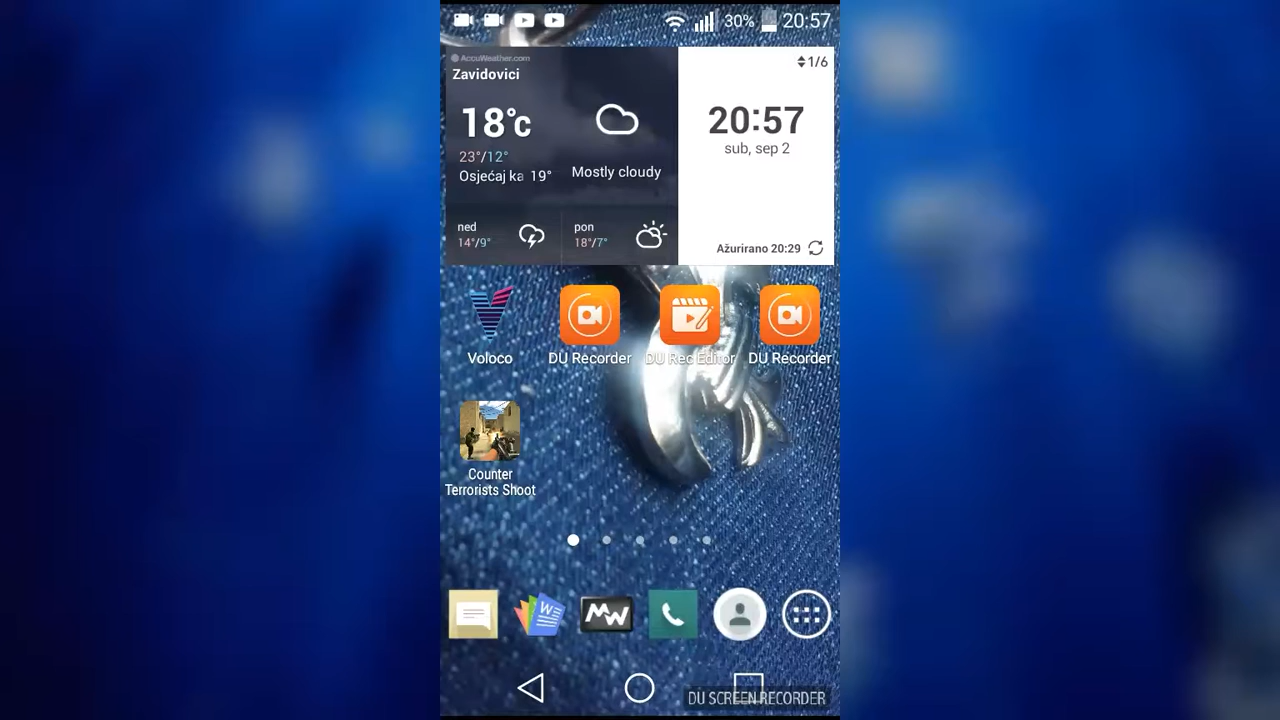 30% 20:57
AccuWeather.com
Zavidovici
1/6
18°c
20:57
sub, sep 2
23°/12°
Osjećaj ka 19°
Mostly cloudy
ned
14°/9°
pon
18°/7°
Ažurirano 20:29
Voloco
DU Recorder
DU Rec Editor
DU Recorder
Counter
Terrorists Shoot
W
MW
DU SCREEN RECORDER